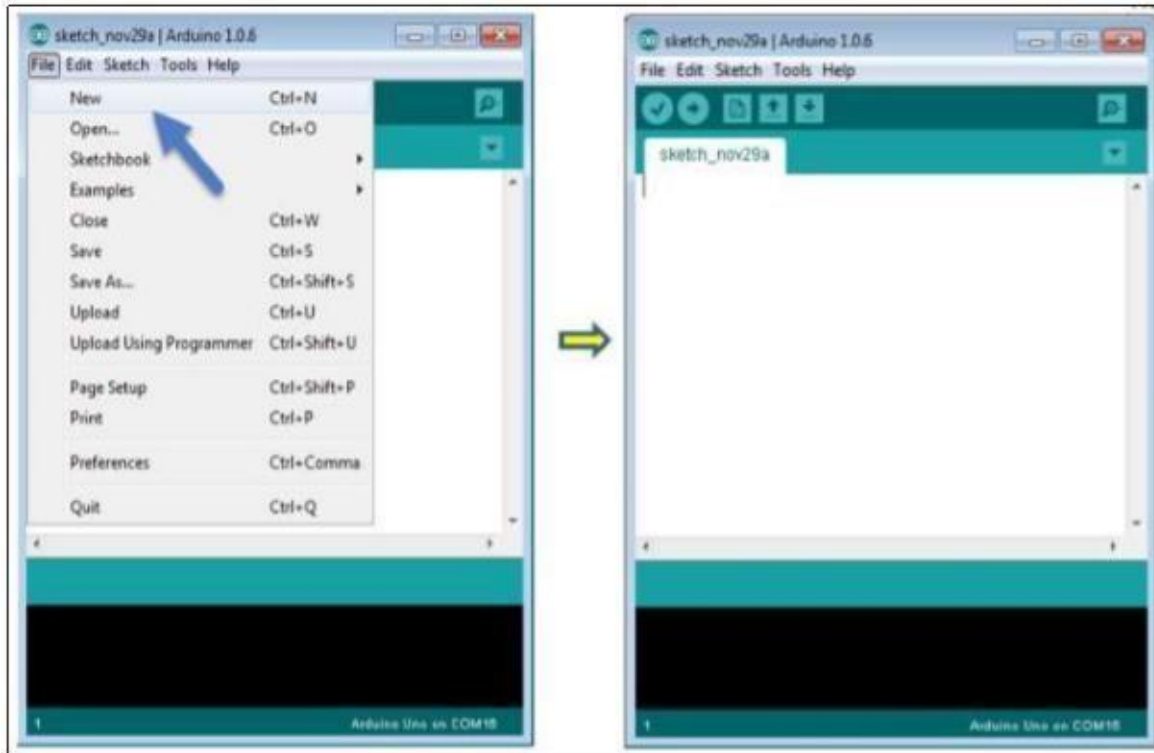 sketch_nov29a | Arduino 1.0.6
File Edit Sketch Tools Help
New Ctrl+N
Open... Ctrl+O
Sketchbook
Examples
Close Ctrl+W
Save Ctrl+S
Save As... Ctrl+Shift+S
Upload Ctrl+U
Upload Using Programmer Ctrl+Shift+U
Page Setup Ctrl+Shift+P
Print Ctrl+P
Preferences Ctrl+Comma
Quit Ctrl+Q
1 Arduino Uno on COM16
sketch_nov29a | Arduino 1.0.6
File Edit Sketch Tools Help
sketch_nov29a
1 Arduino Uno on COM16